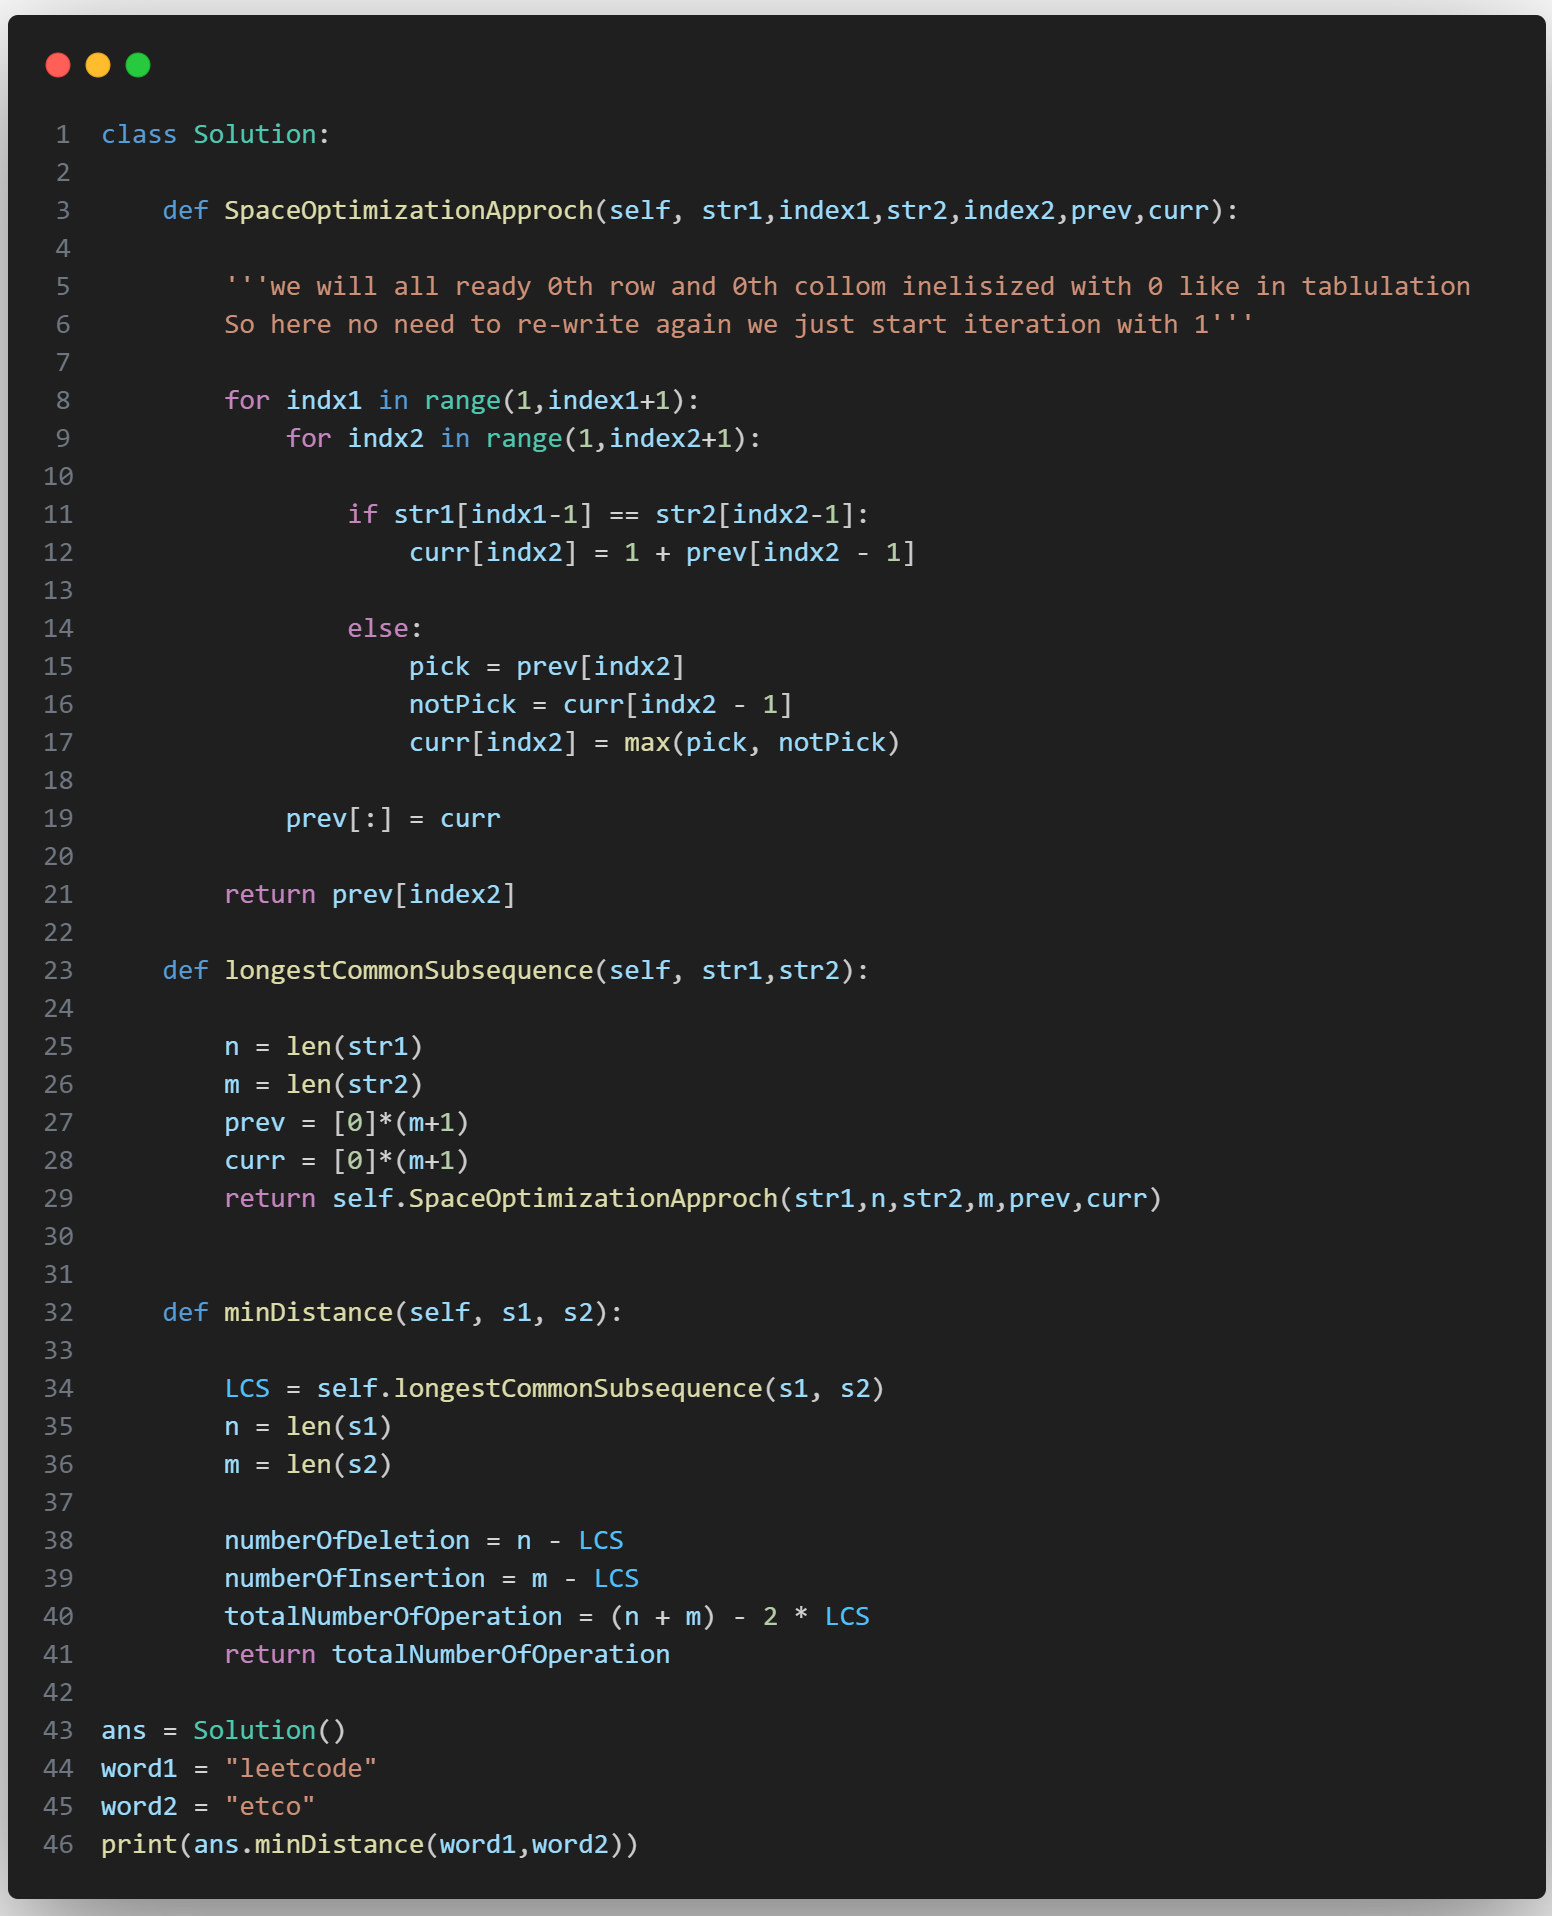 1 class Solution:
2
3     def SpaceOptimizationApproch(self, str1,index1,str2,index2,prev,curr):
4
5         '''we will all ready 0th row and 0th collom inelisized with 0 like in tablulation
6         So here no need to re-write again we just start iteration with 1'''
7
8         for indx1 in range(1,index1+1):
9             for indx2 in range(1,index2+1):
10
11                 if str1[indx1-1] == str2[indx2-1]:
12                     curr[indx2] = 1 + prev[indx2 - 1]
13
14                 else:
15                     pick = prev[indx2]
16                     notPick = curr[indx2 - 1]
17                     curr[indx2] = max(pick, notPick)
18
19             prev[:] = curr
20
21         return prev[index2]
22
23     def longestCommonSubsequence(self, str1,str2):
24
25         n = len(str1)
26         m = len(str2)
27         prev = [0]*(m+1)
28         curr = [0]*(m+1)
29         return self.SpaceOptimizationApproch(str1,n,str2,m,prev,curr)
30
31
32     def minDistance(self, s1, s2):
33
34         LCS = self.longestCommonSubsequence(s1, s2)
35         n = len(s1)
36         m = len(s2)
37
38         numberOfDeletion = n - LCS
39         numberOfInsertion = m - LCS
40         totalNumberOfOperation = (n + m) - 2 * LCS
41         return totalNumberOfOperation
42
43 ans = Solution()
44 word1 = "leetcode"
45 word2 = "etco"
46 print(ans.minDistance(word1,word2))